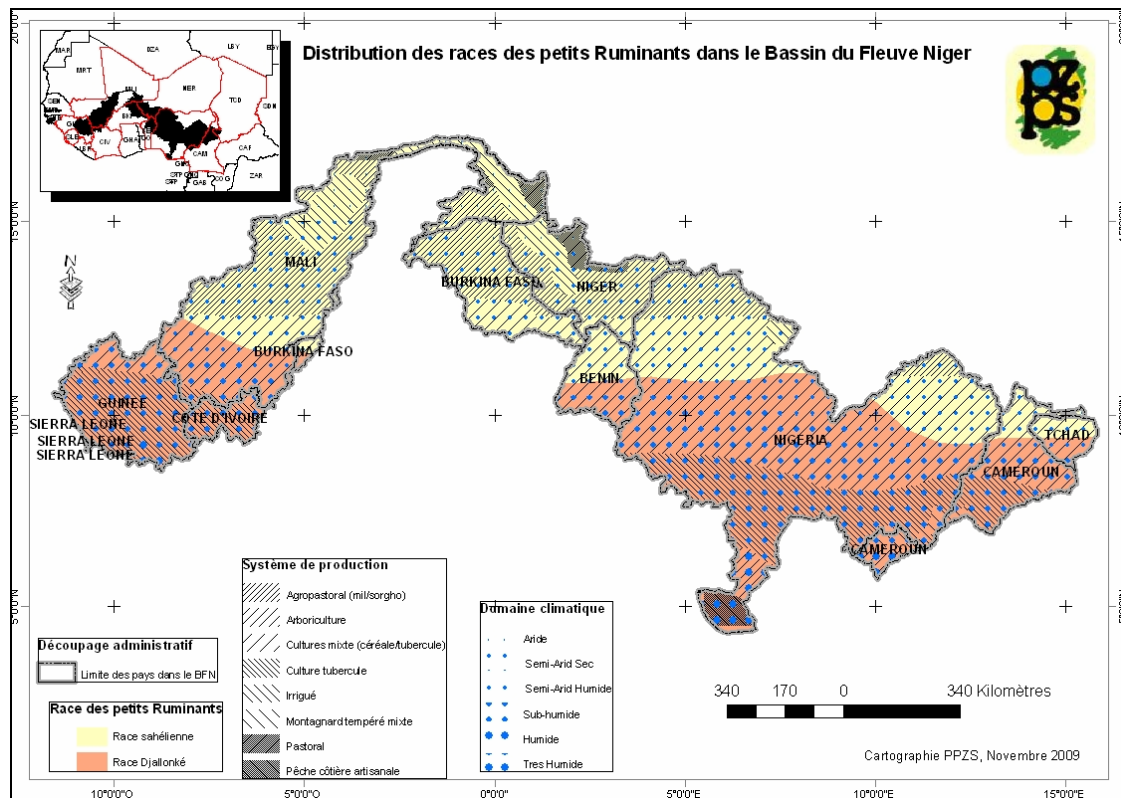 Distribution des races des petits Ruminants dans le Bassin du Fleuve Niger
pz
ps
MAR
DZA
LBY
MRT
MLI
NER
TCD
SEN
CIV
GHA
CAM
CAF
GAB
ZAR
N
MALI
BURKINA FASO
NIGER
BURKINA FASO
BENIN
GUINEE
COTE D'IVOIRE
SIERRA LEONE
SIERRA LEONE
SIERRA LEONE
NIGERIA
TCHAD
CAMEROUN
CAMEROUN
Système de production
Agropastoral (mil/sorgho)
Arboriculture
Cultures mixte (céréale/tubercule)
Culture tubercule
Irrigué
Montagnard tempéré mixte
Pastoral
Pêche côtière artisanale
Domaine climatique
Aride
Semi-Arid Sec
Semi-Arid Humide
Sub-humide
Humide
Tres Humide
Découpage administratif
Limite des pays dans le BFN
Race des petits Ruminants
Race sahélienne
Race Djallonké
340 170 0 340 Kilomètres
Cartographie PPZS, Novembre 2009
20°0'0"N
15°0'0"N
10°0'0"N
5°0'0"N
10°0'0"O 5°0'0"O 0°0'0" 5°0'0"E 10°0'0"E 15°0'0"E